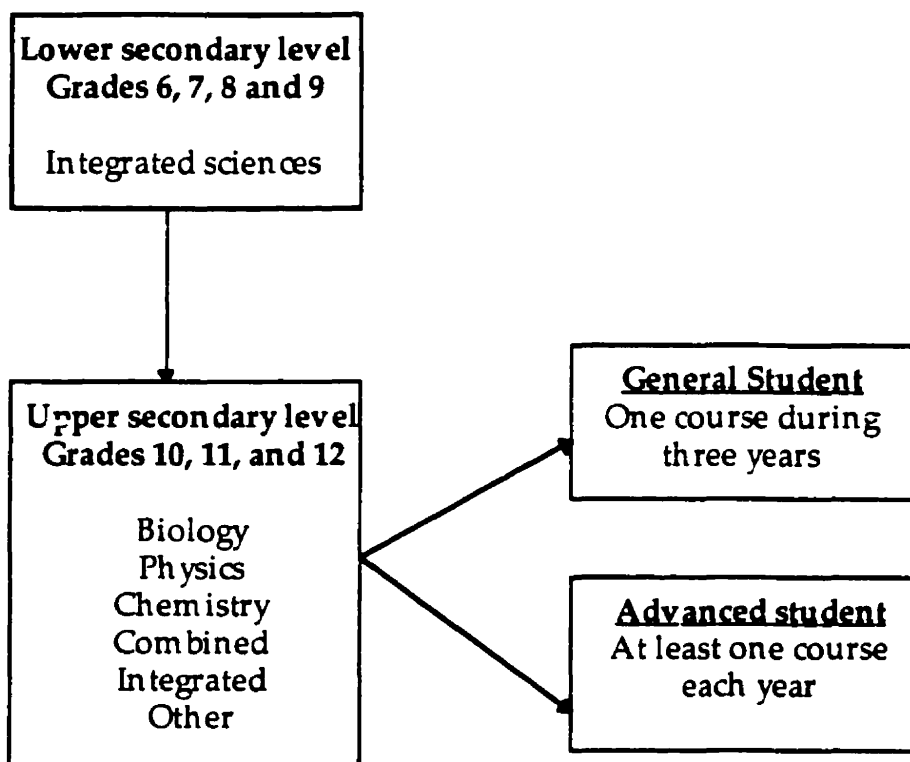 Lower secondary level
Grades 6, 7, 8 and 9
Integrated sciences
Upper secondary level
Grades 10, 11, and 12
Biology
Physics
Chemistry
Combined
Integrated
Other
General Student
One course during
three years
Advanced student
At least one course
each year